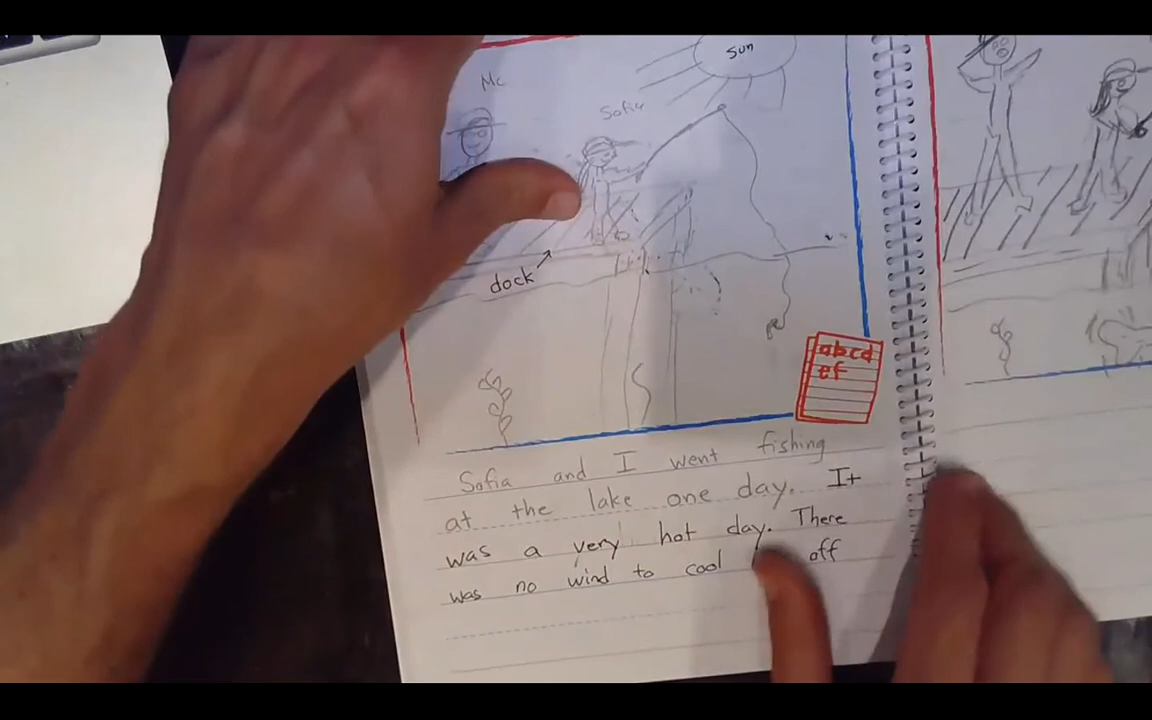 Mc
Sofia
sun
dock
abcd
ef
Sofia and I went fishing
at the lake one day. It
was a very hot day. There
was no wind to cool off